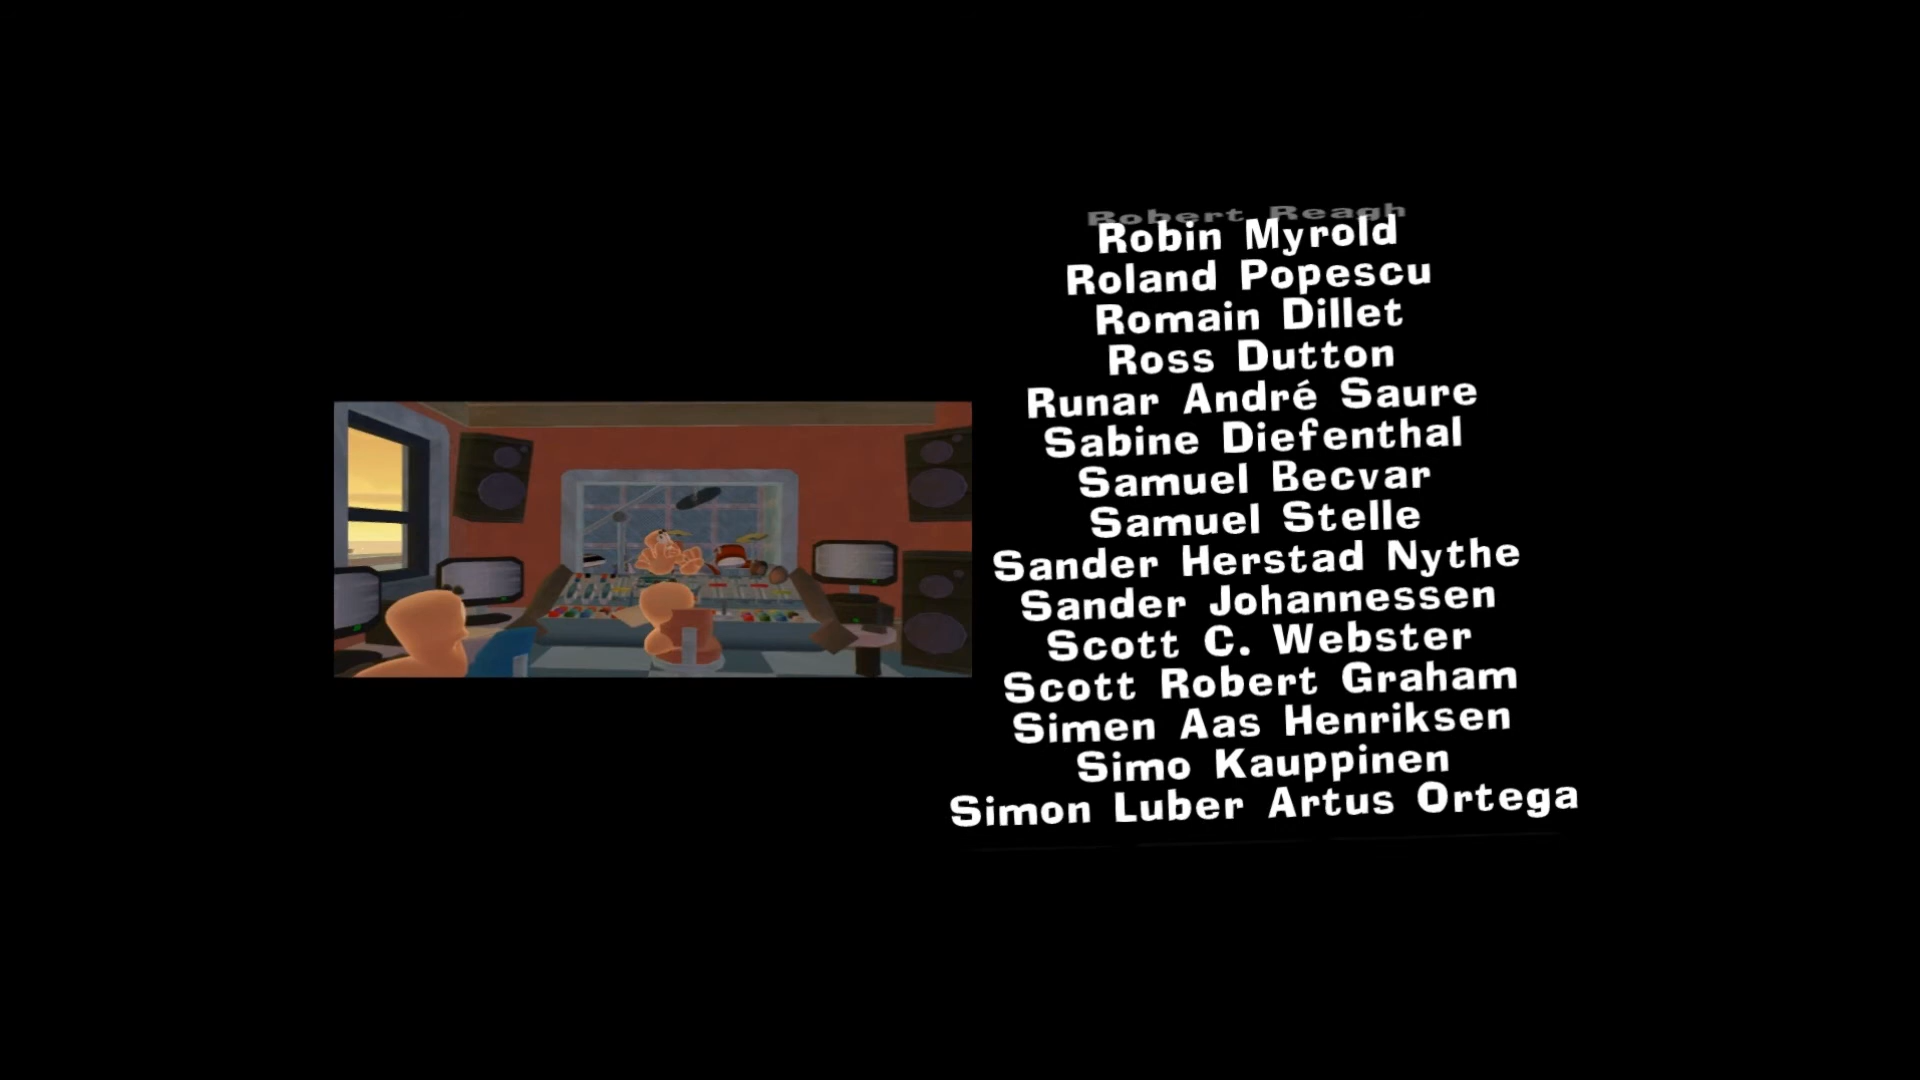 Robert Reagh
Robin Myrold
Roland Popescu
Romain Dillet
Ross Dutton
Runar André Saure
Sabine Diefenthal
Samuel Becvar
Samuel Stelle
Sander Herstad Nythe
Sander Johannessen
Scott C. Webster
Scott Robert Graham
Simen Aas Henriksen
Simo Kauppinen
Simon Luber Artus Ortega